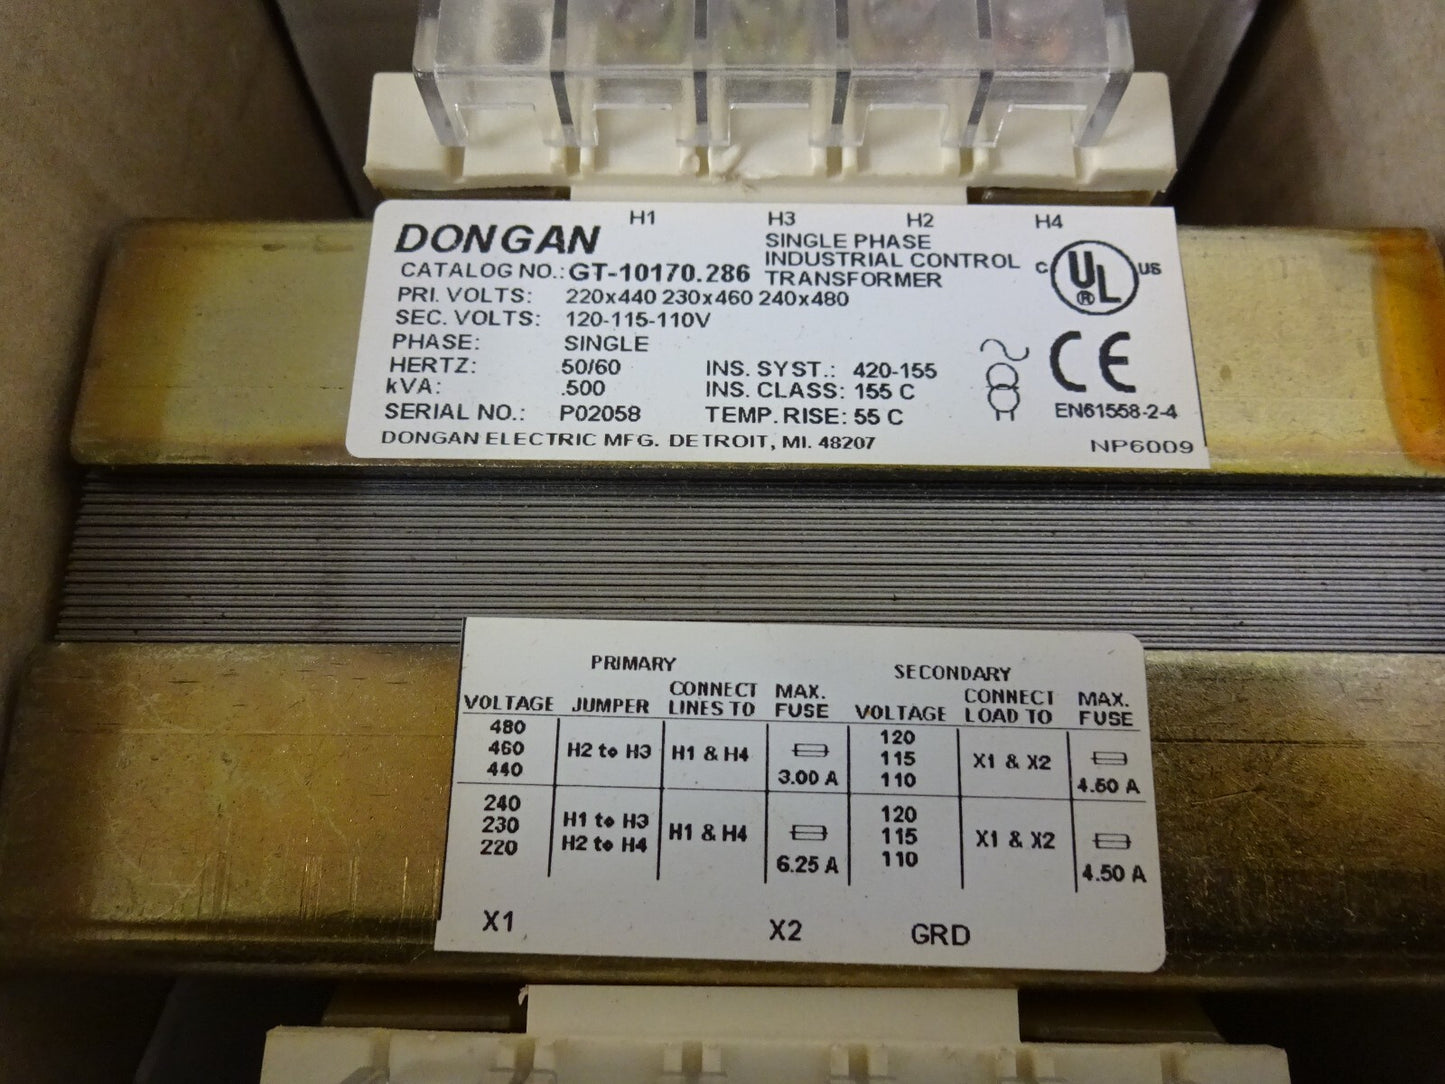 H1 H3 H2 H4
DONGAN
SINGLE PHASE
INDUSTRIAL CONTROL
TRANSFORMER
CATALOG NO.: GT-10170.286
C UL ® US
PRI. VOLTS: 220x440 230x460 240x480
SEC. VOLTS: 120-115-110V
PHASE: SINGLE
HERTZ: 50/60 INS. SYST.: 420-155
kVA: .500 INS. CLASS: 155 C
SERIAL NO.: P02058 TEMP. RISE: 55 C
CE
EN61558-2-4
DONGAN ELECTRIC MFG. DETROIT, MI. 48207
NP6009
PRIMARY SECONDARY
VOLTAGE JUMPER CONNECT LINES TO MAX. FUSE VOLTAGE CONNECT LOAD TO MAX. FUSE
480 120
460 H2 to H3 H1 & H4 115 X1 & X2
440 3.00 A 110 4.50 A
240 H1 to H3 120
230 H2 to H4 H1 & H4 115 X1 & X2
220 6.25 A 110 4.50 A
X1 X2 GRD